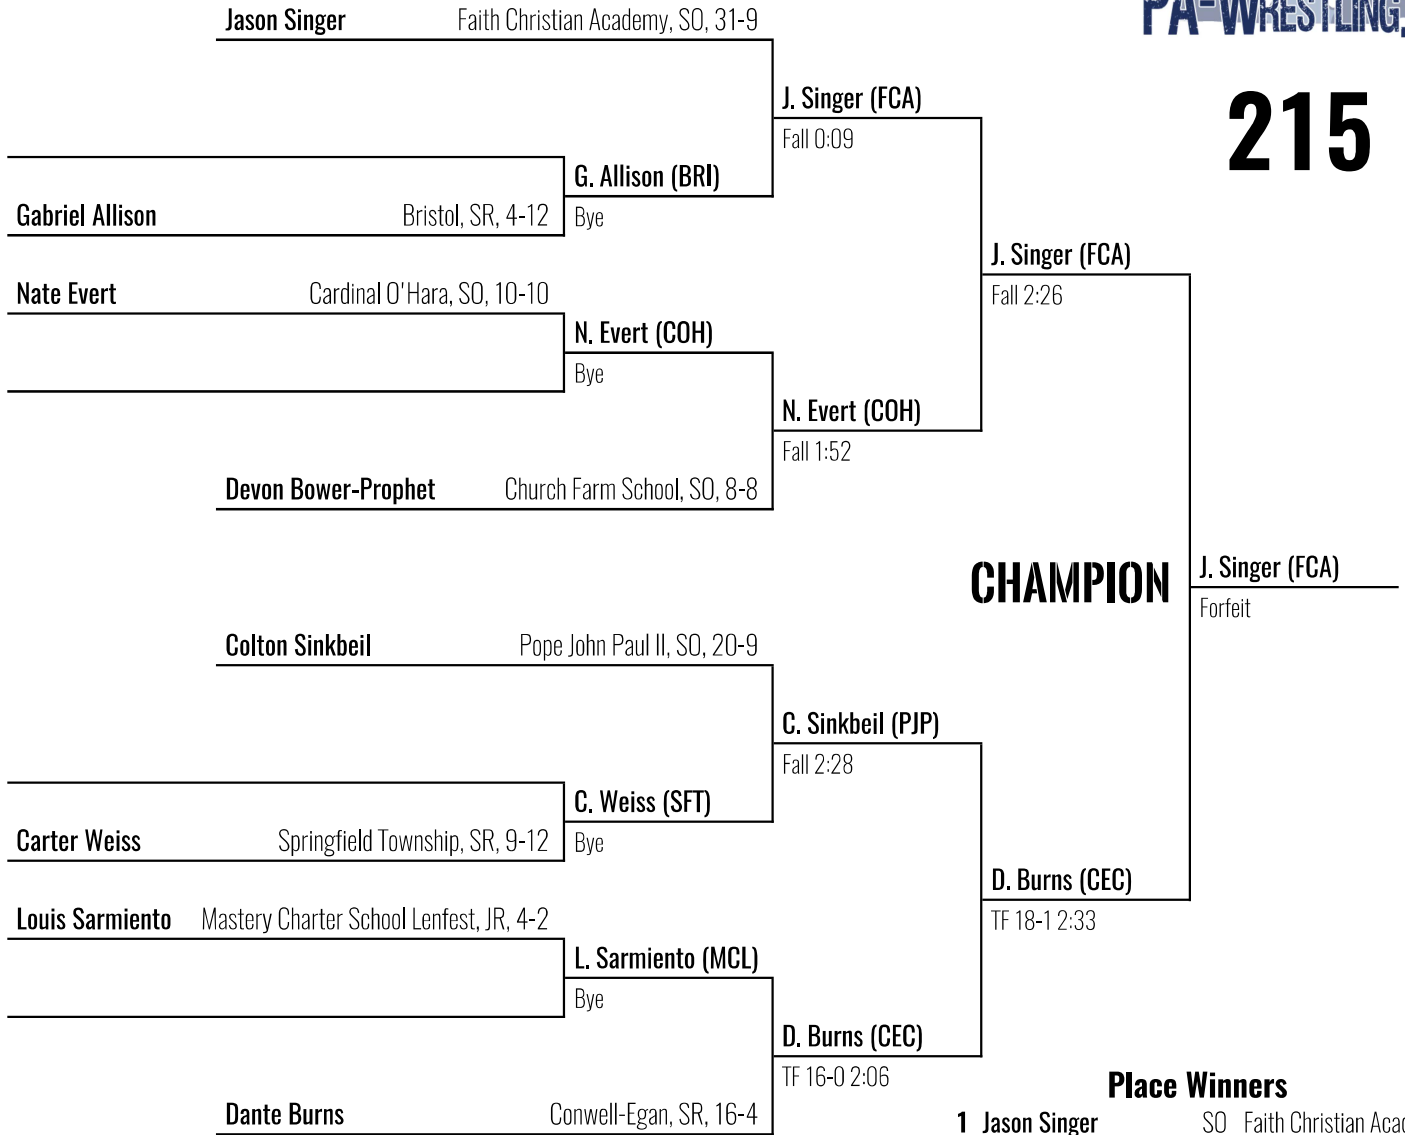 PA-WRESTLING.
215
Jason Singer Faith Christian Academy, SO, 31-9
J. Singer (FCA)
Fall 0:09
G. Allison (BRI)
Gabriel Allison Bristol, SR, 4-12
Bye
J. Singer (FCA)
Fall 2:26
Nate Evert Cardinal O'Hara, SO, 10-10
N. Evert (COH)
Bye
N. Evert (COH)
Fall 1:52
Devon Bower-Prophet Church Farm School, SO, 8-8
CHAMPION
J. Singer (FCA)
Forfeit
Colton Sinkbeil Pope John Paul II, SO, 20-9
C. Sinkbeil (PJP)
Fall 2:28
C. Weiss (SFT)
Carter Weiss Springfield Township, SR, 9-12
Bye
D. Burns (CEC)
TF 18-1 2:33
Louis Sarmiento Mastery Charter School Lenfest, JR, 4-2
L. Sarmiento (MCL)
Bye
D. Burns (CEC)
TF 16-0 2:06
Dante Burns Conwell-Egan, SR, 16-4
Place Winners
1 Jason Singer SO Faith Christian Acad